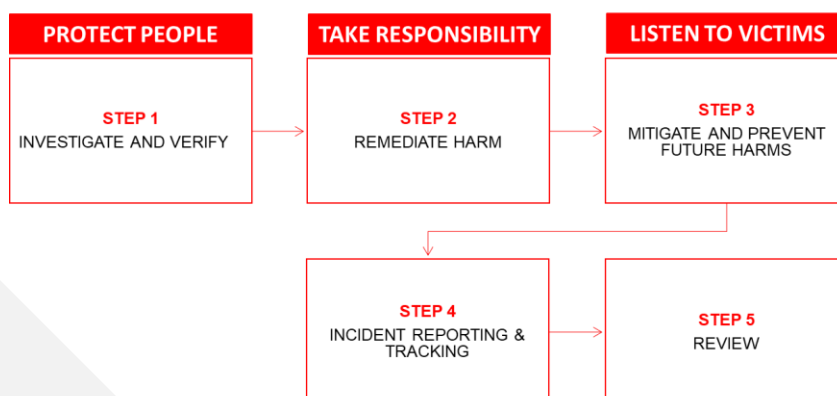 PROTECT PEOPLE
TAKE RESPONSIBILITY
LISTEN TO VICTIMS
STEP 1
INVESTIGATE AND VERIFY
STEP 2
REMEDIATE HARM
STEP 3
MITIGATE AND PREVENT
FUTURE HARMS
STEP 4
INCIDENT REPORTING &
TRACKING
STEP 5
REVIEW